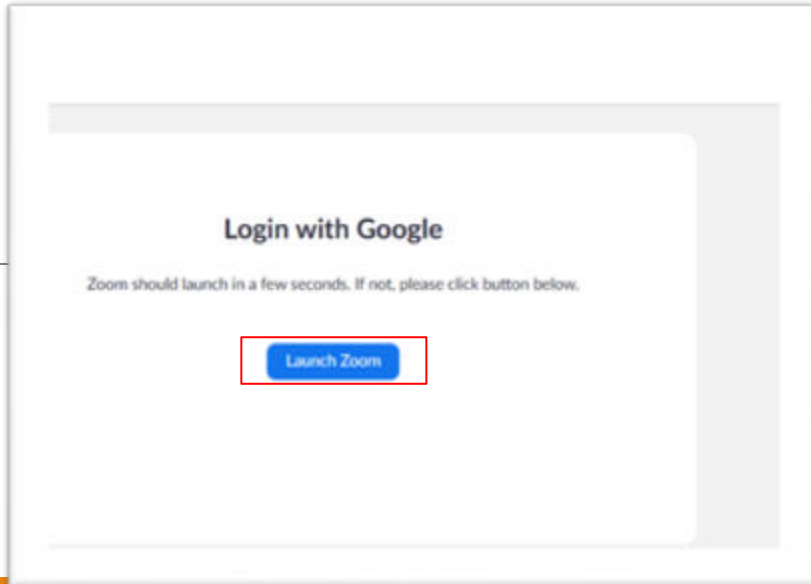 Login with Google
Zoom should launch in a few seconds. If not, please click button below.
Launch Zoom